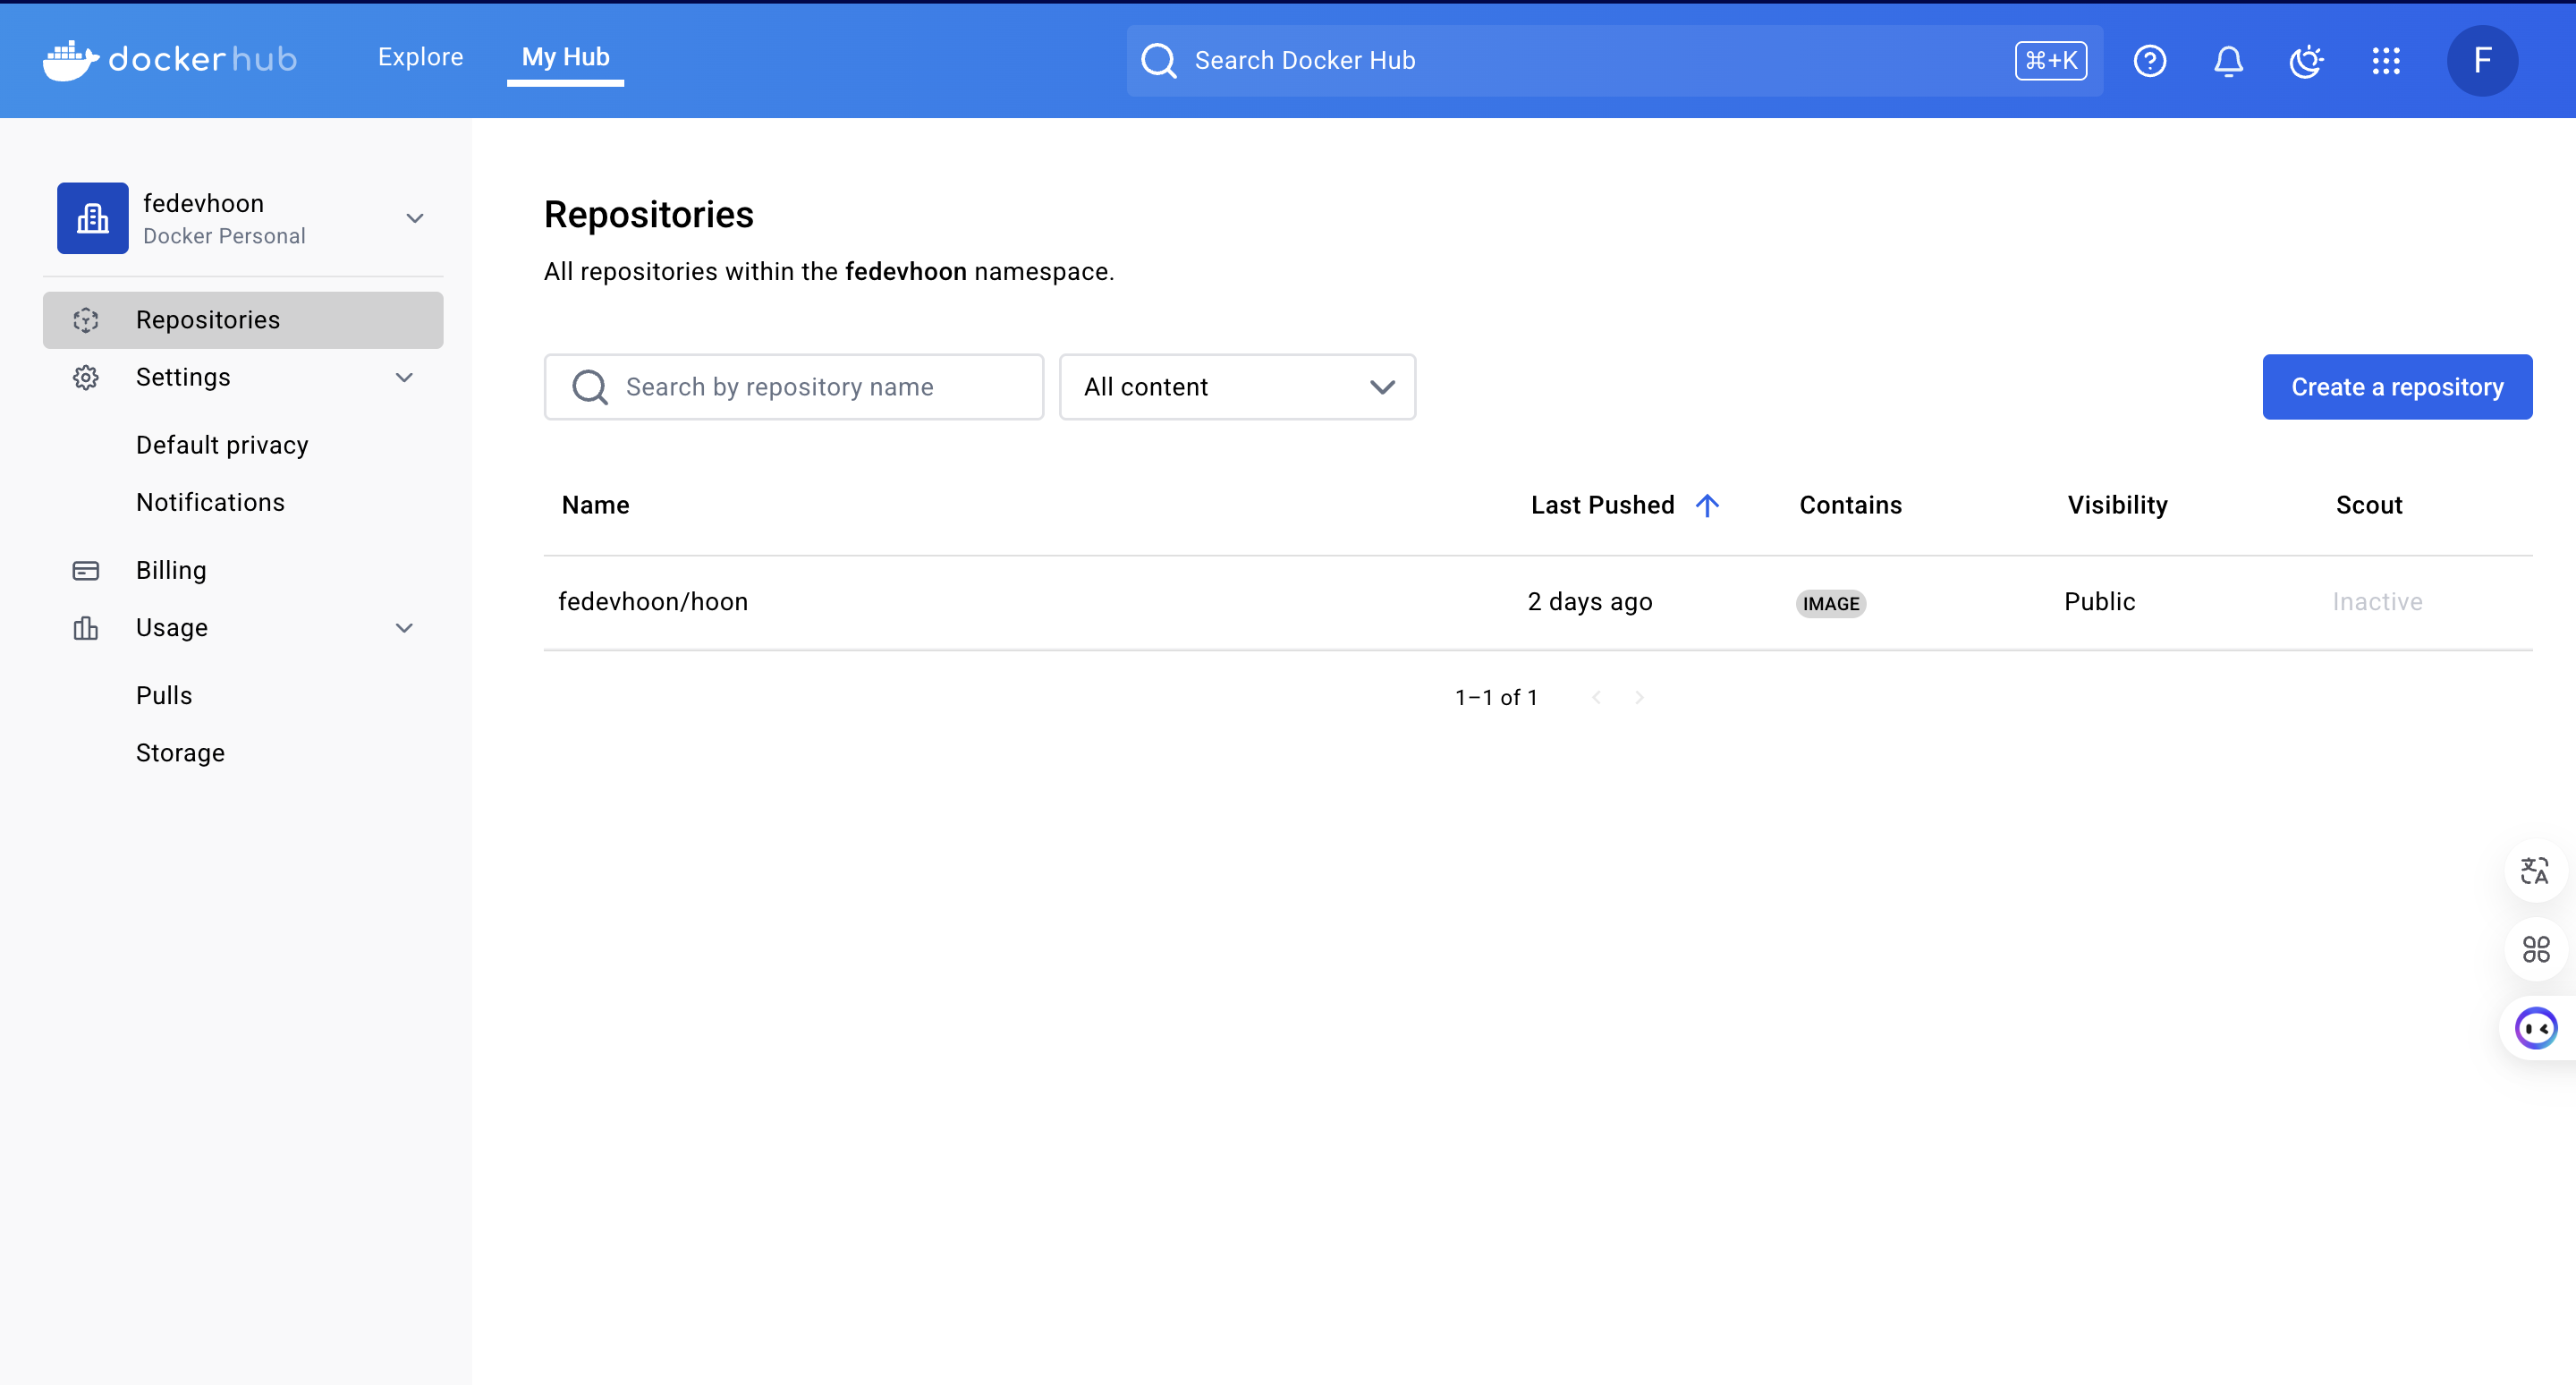 dockerhub
Explore
My Hub
Search Docker Hub
⌘+K
F
fedevhoon
Docker Personal
Repositories
Settings
Default privacy
Notifications
Billing
Usage
Pulls
Storage
Repositories
All repositories within the fedevhoon namespace.
Search by repository name
All content
Create a repository
Name Last Pushed Contains Visibility Scout
fedevhoon/hoon 2 days ago IMAGE Public Inactive
1–1 of 1